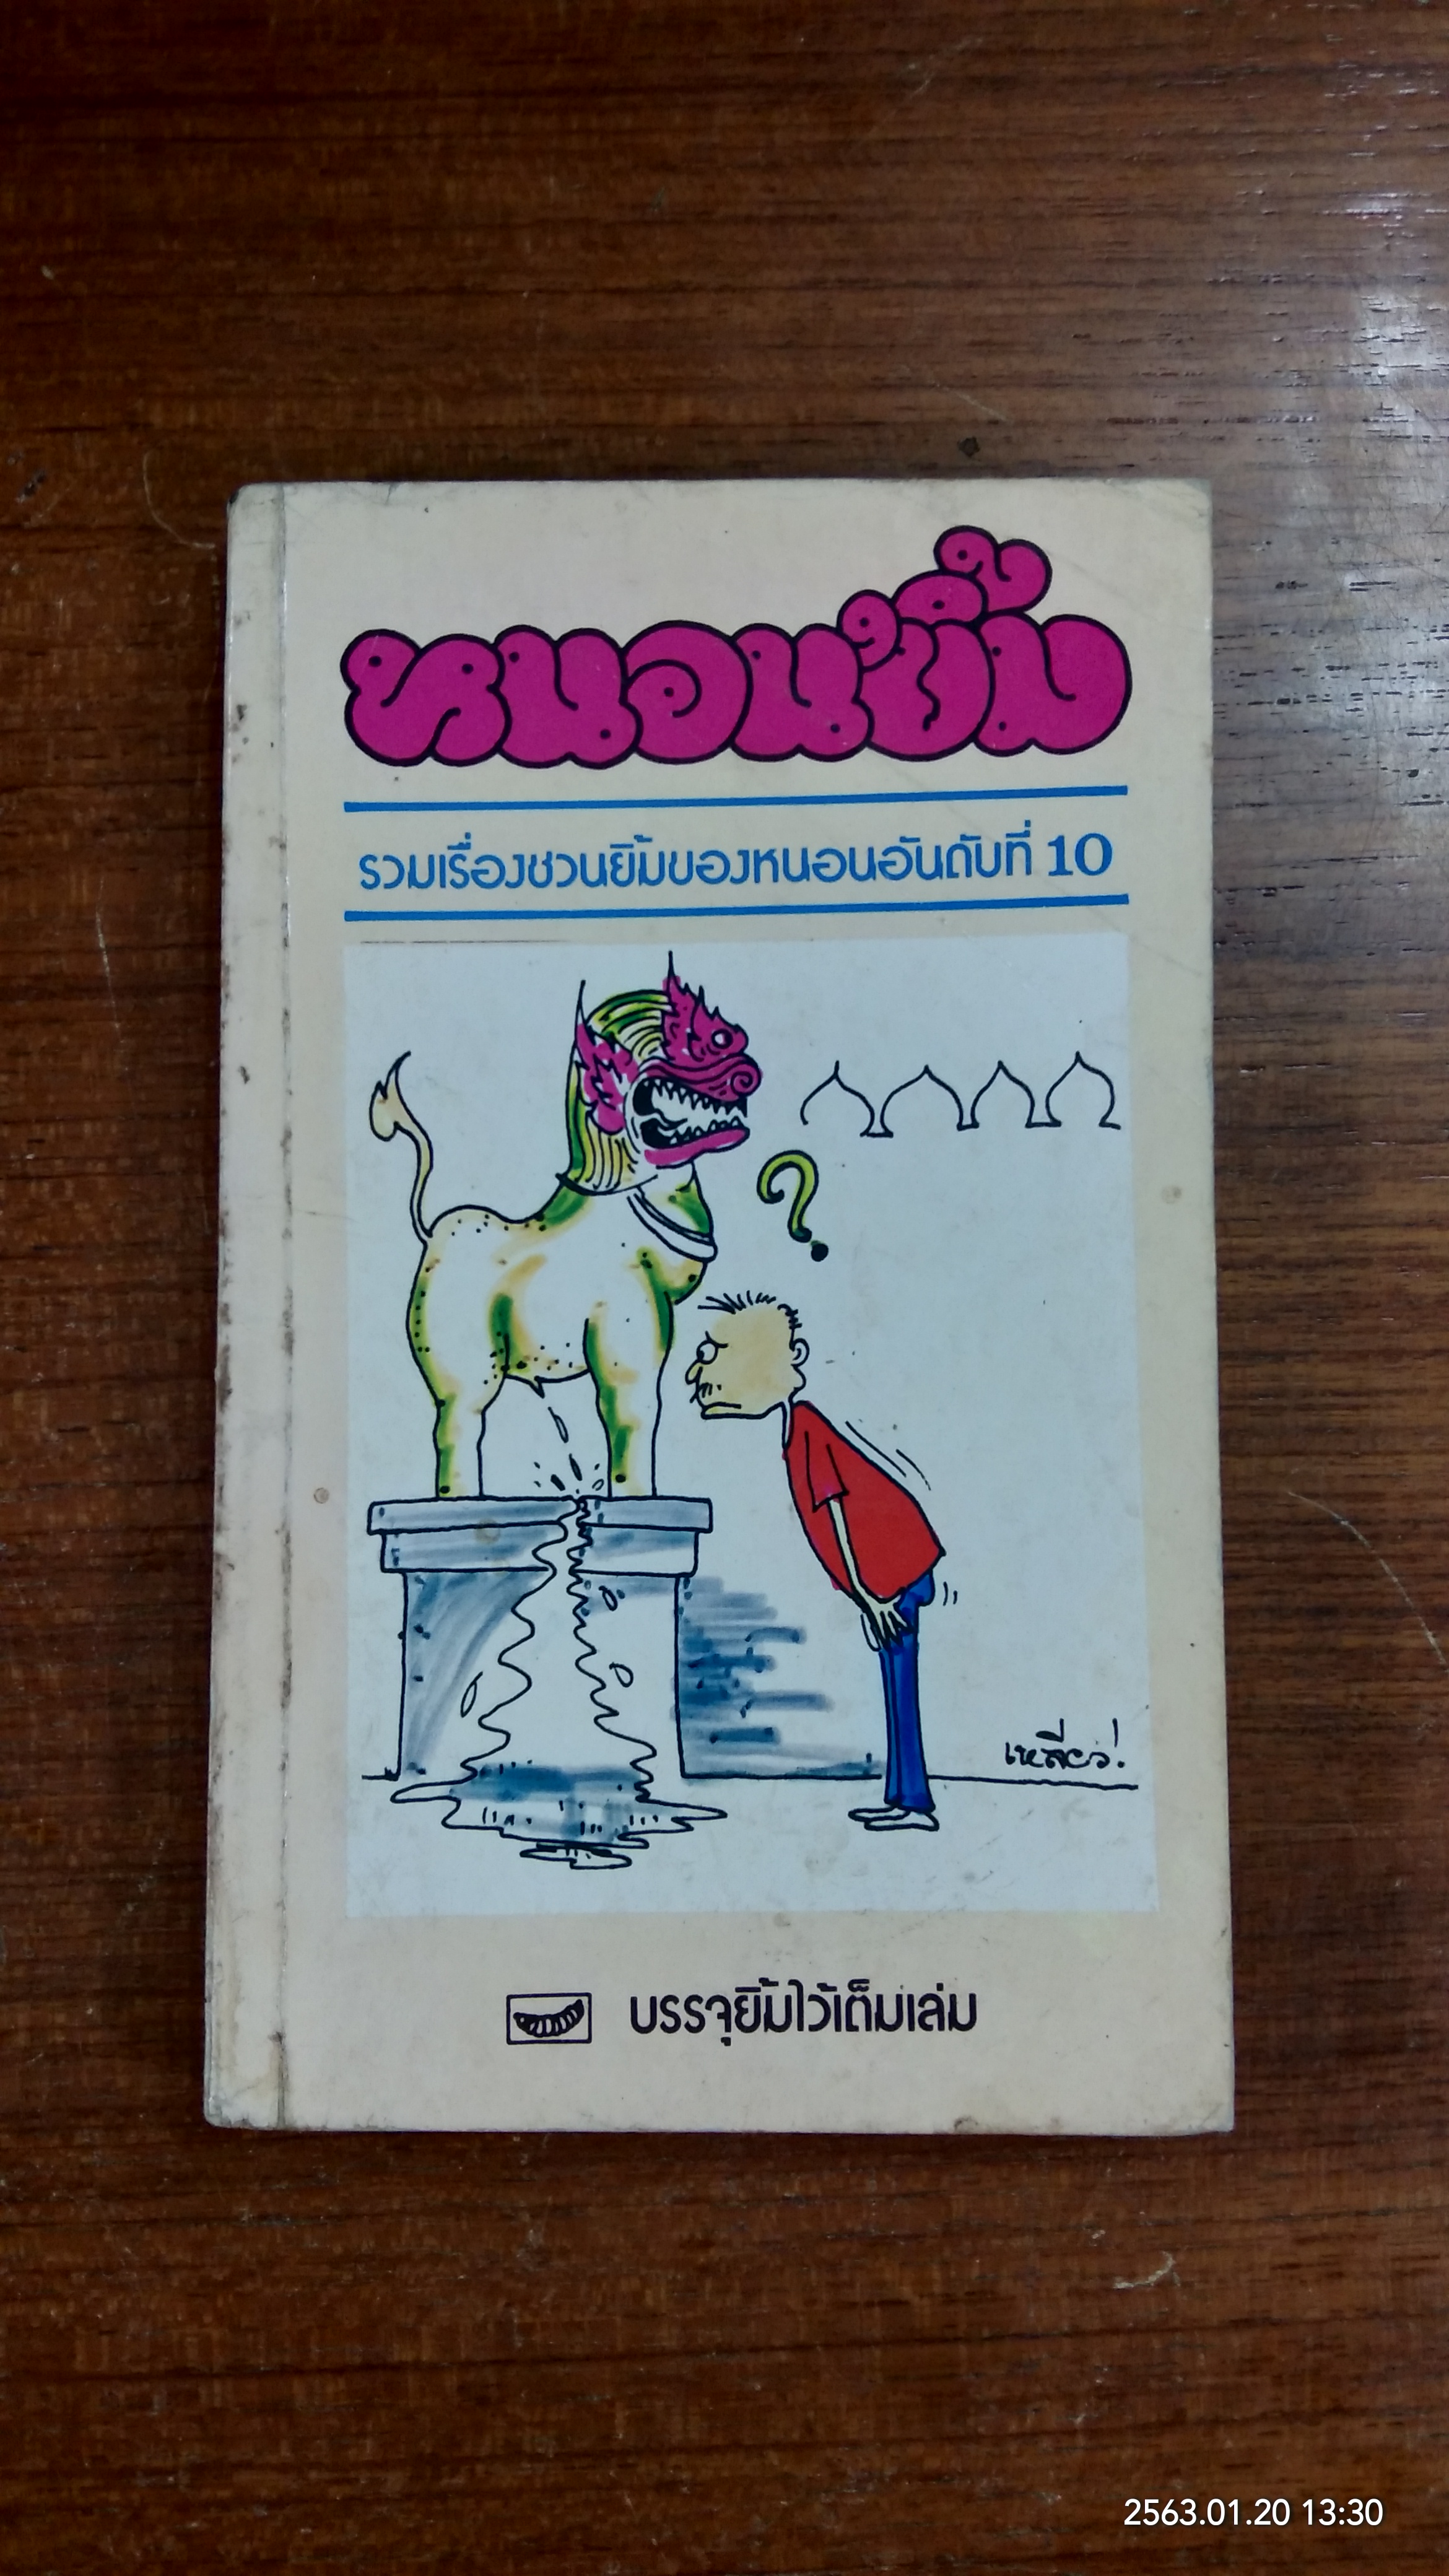 หนอนยิ้ม
รวมเรื่องชวนยิ้มของหนอนอันดับที่ 10
?
เหลียว!
บรรจุยิ้มไว้เต็มเล่ม
2563.01.20 13:30